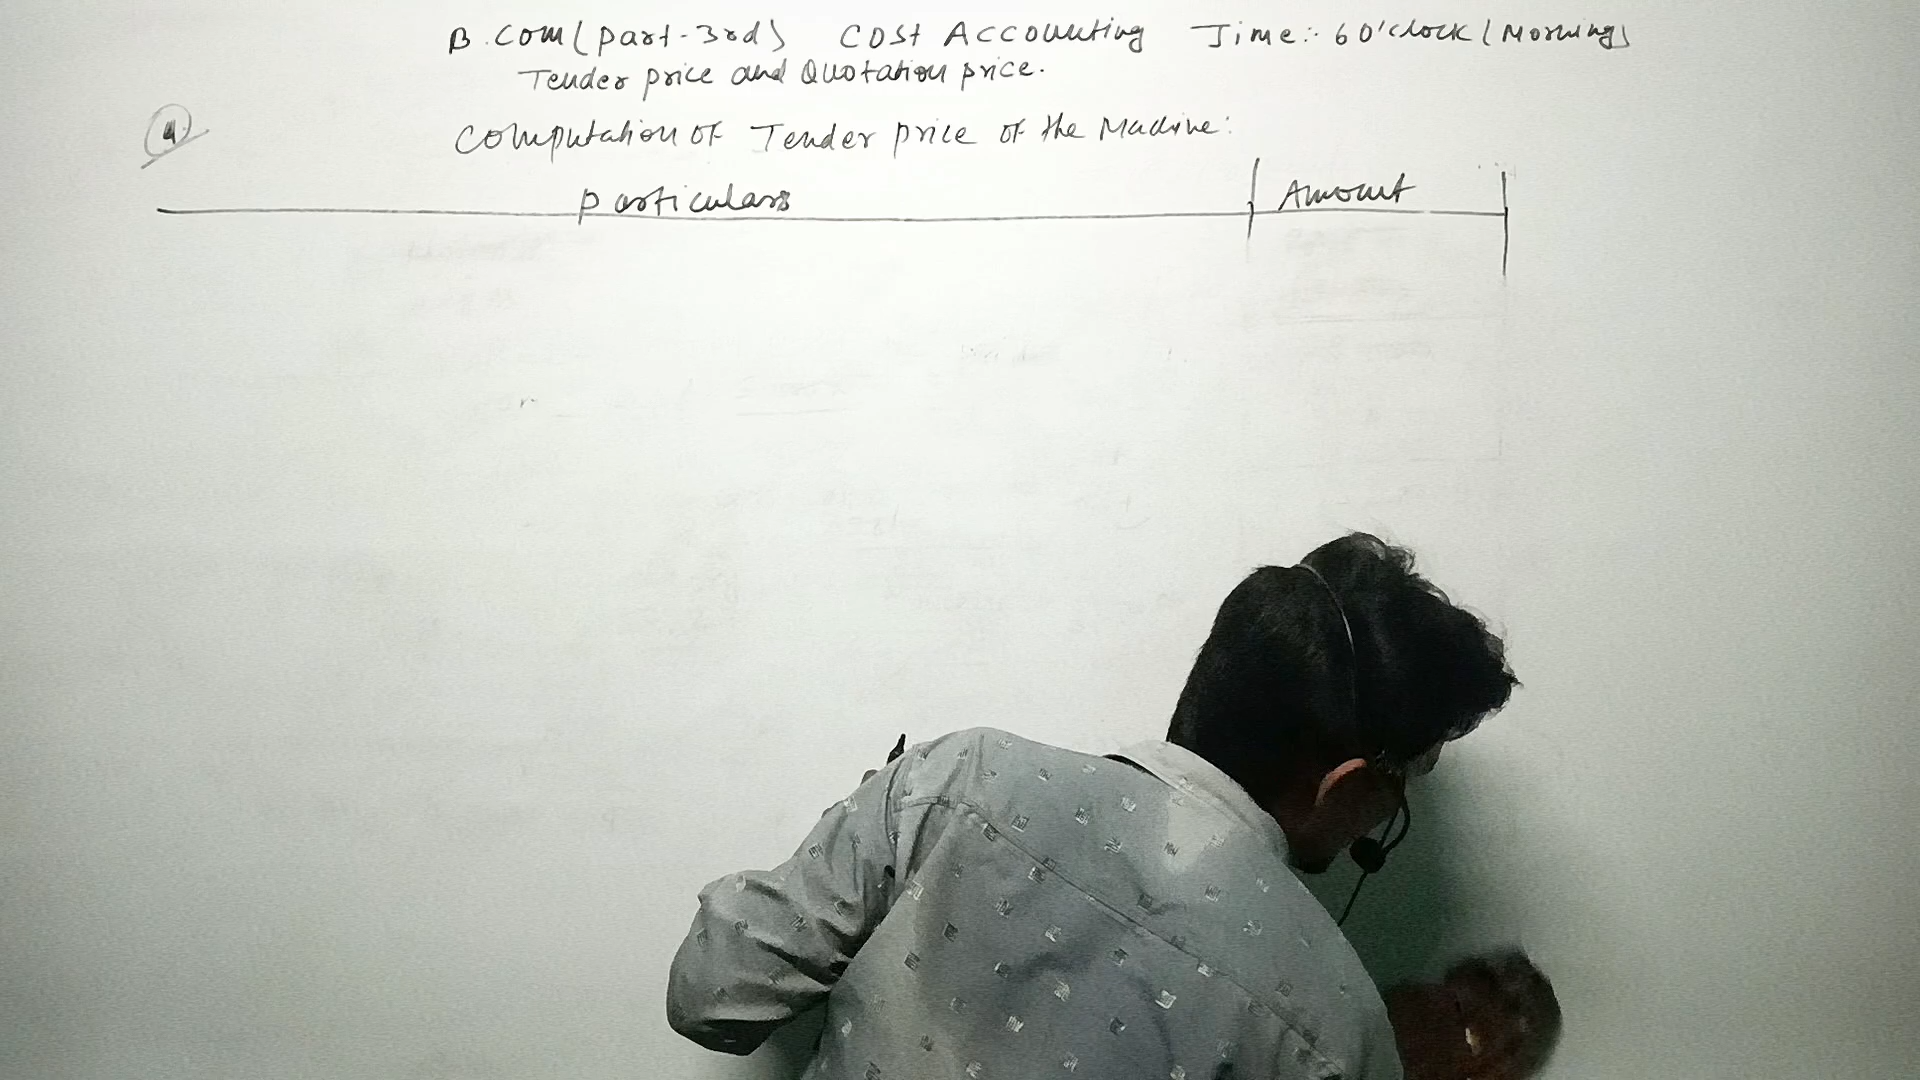 B.Com (Part-3rd) Cost Accounting Time:- 6 O'clock (Morning)
Tender price and Quotation price.
4.
Computation of Tender price of the Machine:
particulars Amount